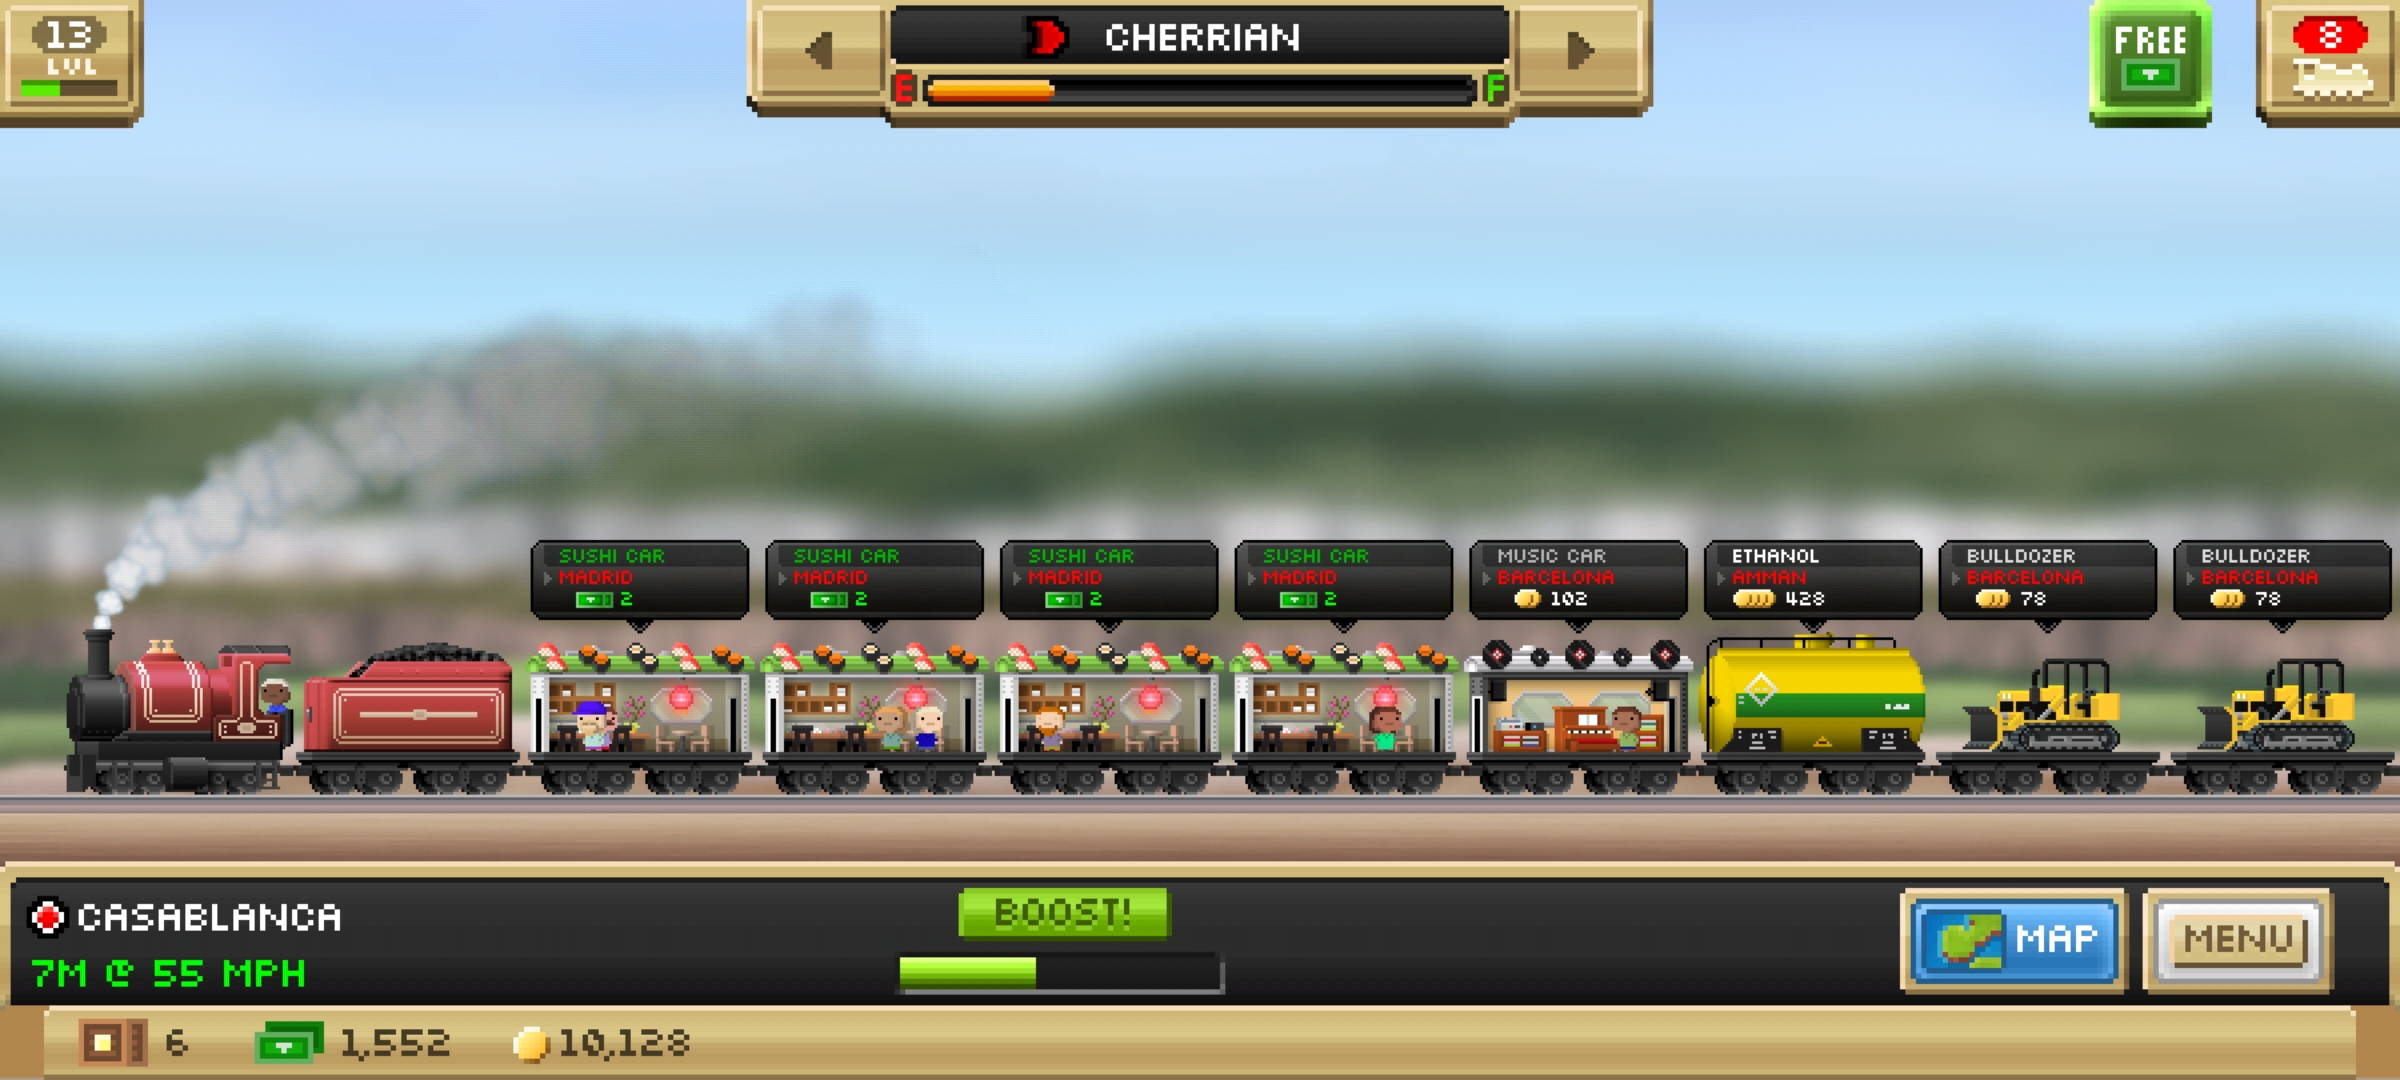 13
LVL
CHERRIAN
E
F
FREE
8
SUSHI CAR
MADRID
2
SUSHI CAR
MADRID
2
SUSHI CAR
MADRID
2
SUSHI CAR
MADRID
2
MUSIC CAR
BARCELONA
102
ETHANOL
AMMAN
428
BULLDOZER
BARCELONA
78
BULLDOZER
BARCELONA
78
CASABLANCA
7M @ 55 MPH
BOOST!
MAP
MENU
6
1,552
10,128